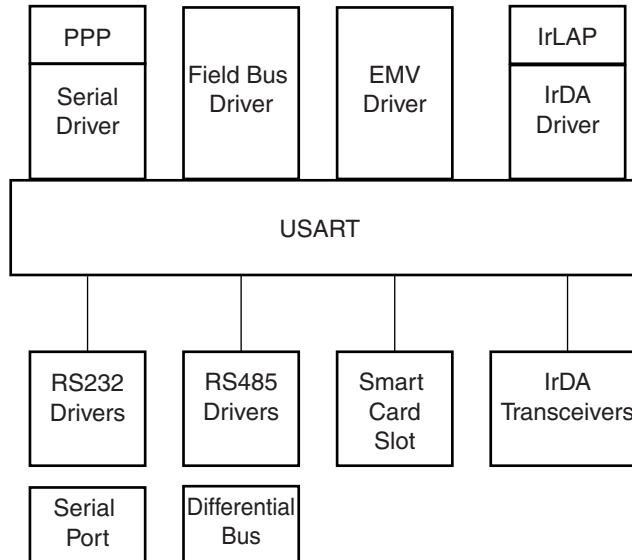 PPP
IrLAP
Serial
Driver
Field Bus
Driver
EMV
Driver
IrDA
Driver
USART
RS232
Drivers
RS485
Drivers
Smart
Card
Slot
IrDA
Transceivers
Serial
Port
Differential
Bus